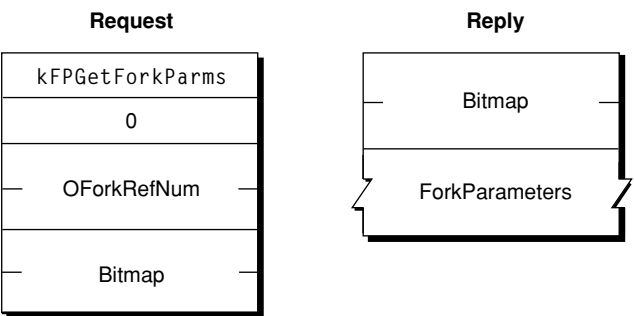 Request
kFPGetForkParms
0
OForkRefNum
Bitmap
Reply
Bitmap
ForkParameters